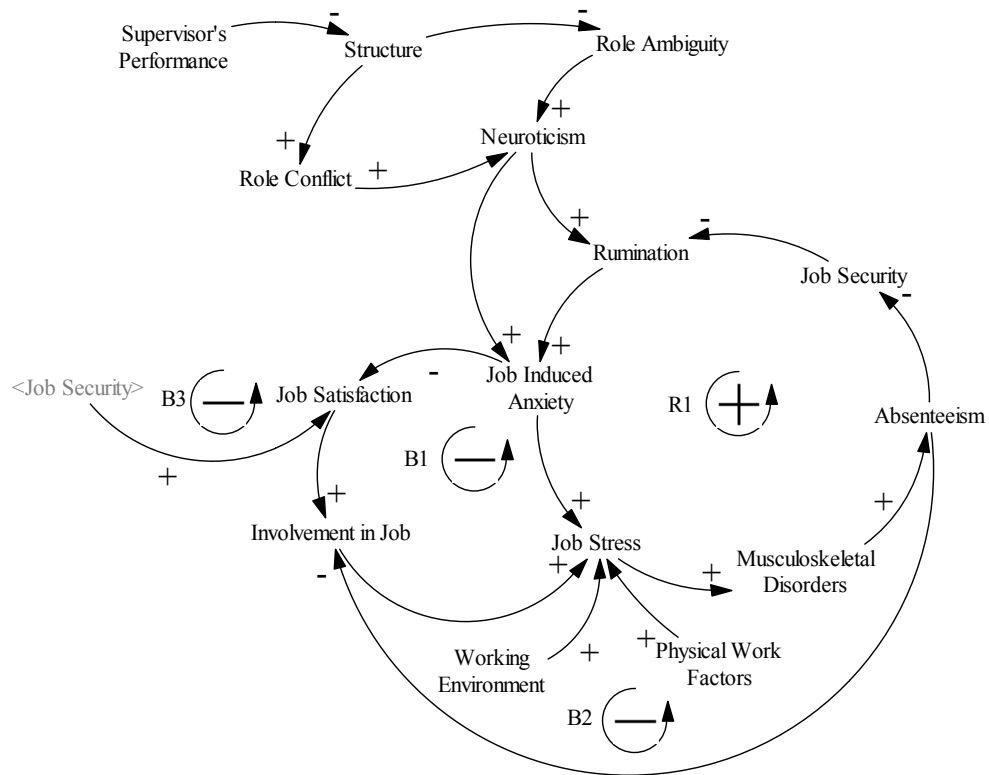 Supervisor's
Performance
-
Structure
-
Role Ambiguity
+
Neuroticism
+
Role Conflict
+
+
Rumination
-
Job Security
-
+
+
Job Induced
Anxiety
-
Job Satisfaction
<Job Security>
+
B3
B1
R1
Absenteeism
+
Involvement in Job
-
+
Job Stress
+
+
Musculoskeletal
Disorders
+
Working
Environment
+
Physical Work
Factors
+
B2